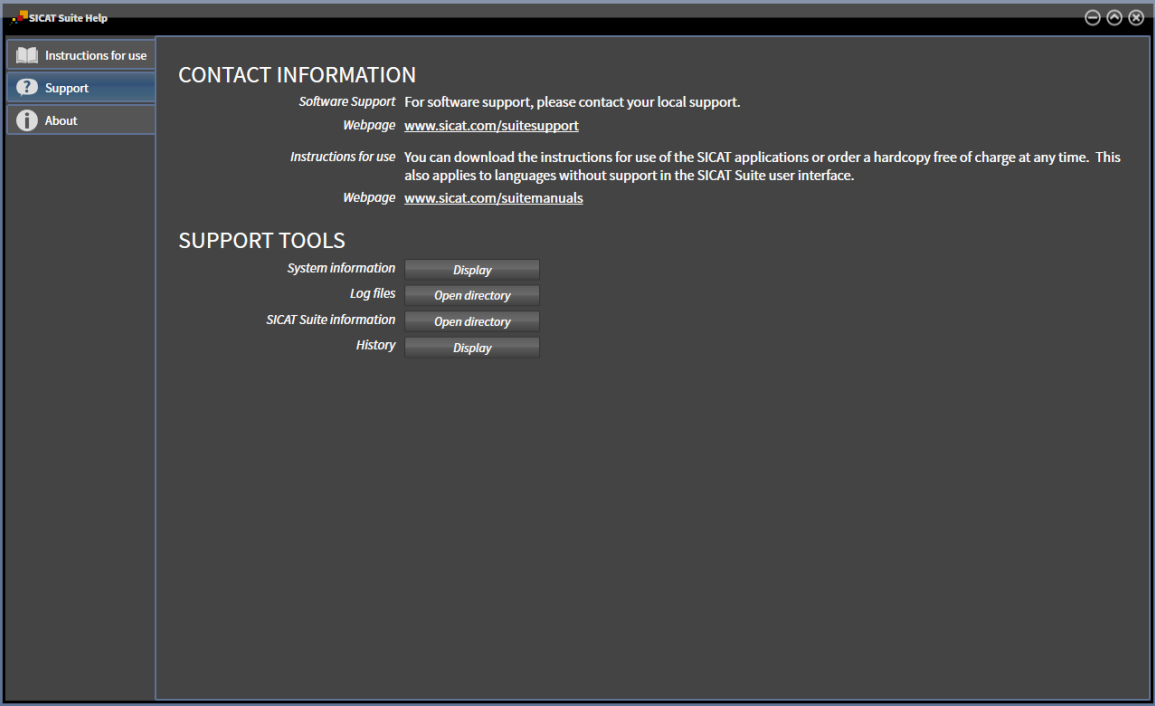 SICAT Suite Help
Instructions for use
Support
About
CONTACT INFORMATION
Software Support For software support, please contact your local support.
Webpage www.sicat.com/suitesupport
Instructions for use You can download the instructions for use of the SICAT applications or order a hardcopy free of charge at any time.  This
also applies to languages without support in the SICAT Suite user interface.
Webpage www.sicat.com/suitemanuals
SUPPORT TOOLS
System information Display
Log files Open directory
SICAT Suite information Open directory
History Display